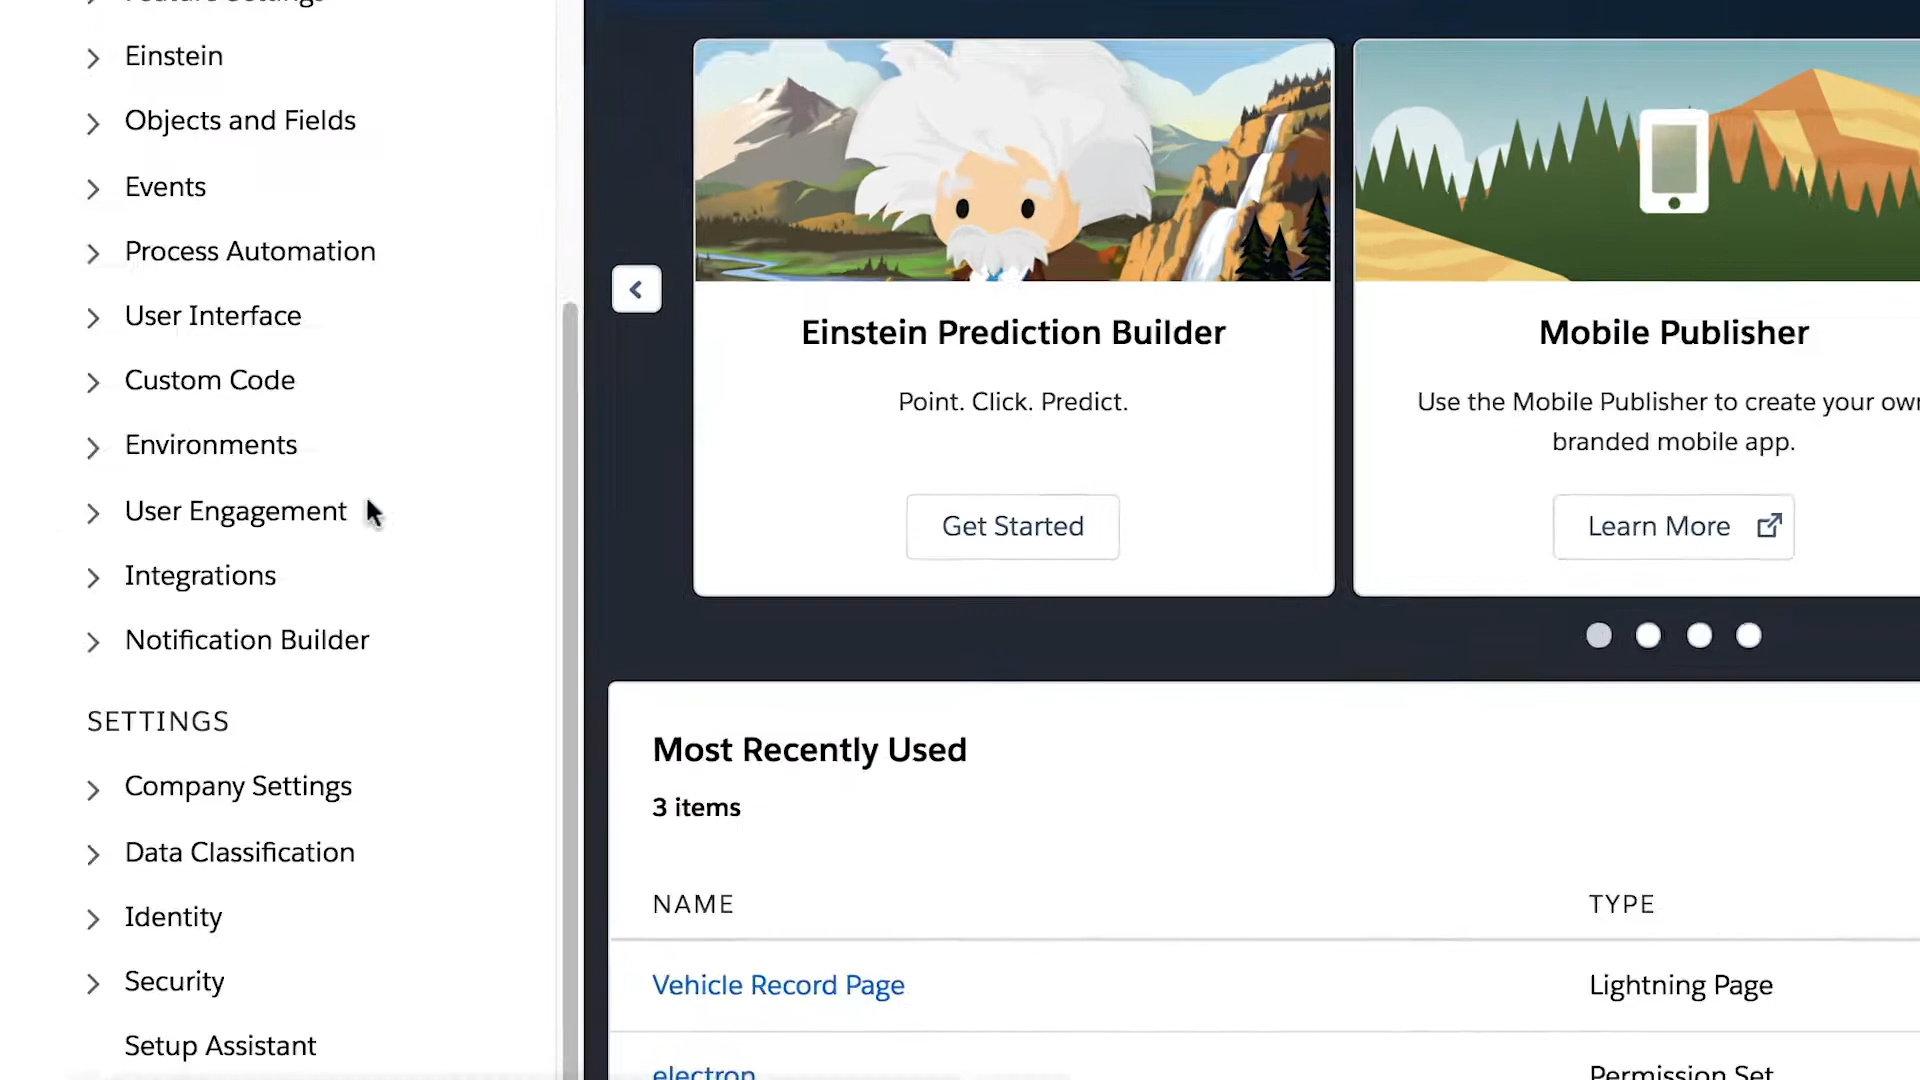 Feature Settings
Einstein
Objects and Fields
Events
Process Automation
User Interface
Custom Code
Environments
User Engagement
Integrations
Notification Builder
SETTINGS
Company Settings
Data Classification
Identity
Security
Setup Assistant
Einstein Prediction Builder
Point. Click. Predict.
Get Started
Mobile Publisher
Use the Mobile Publisher to create your own
branded mobile app.
Learn More
Most Recently Used
3 items
NAME
TYPE
Vehicle Record Page
Lightning Page
electron
Permission Set